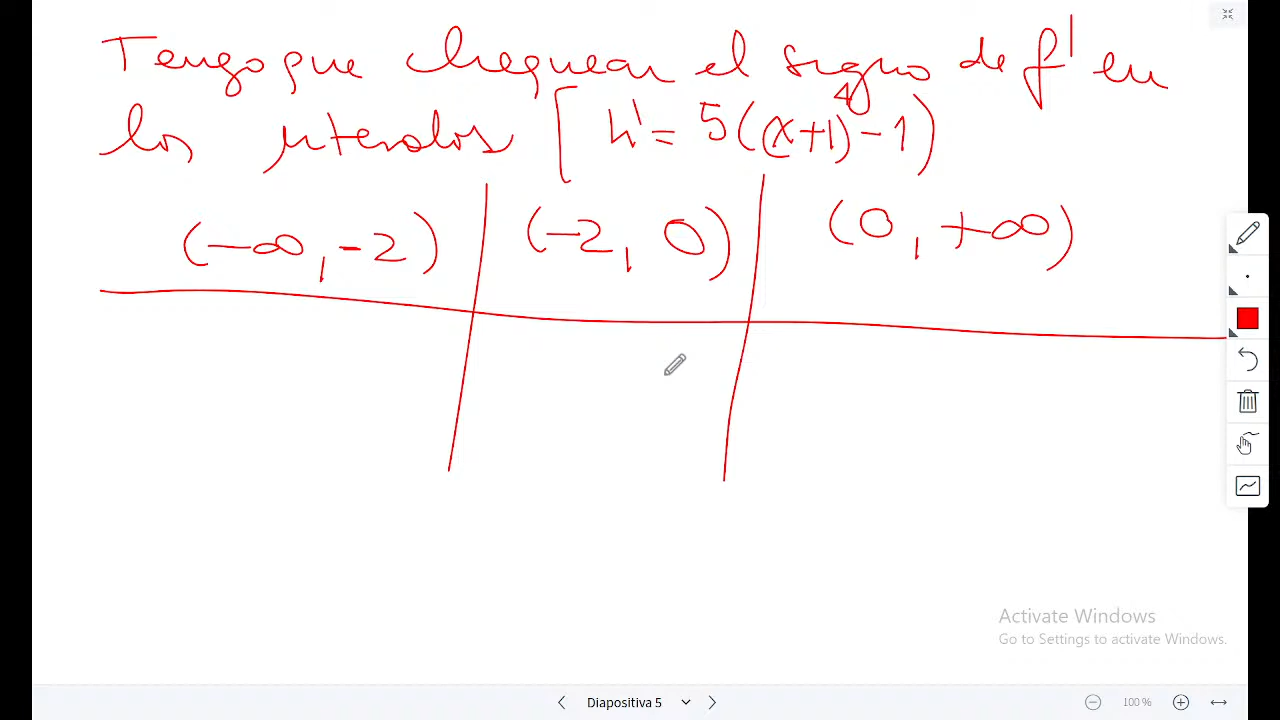 Tengo que chequear el signo de f' en
los intervalos [ h' = 5((x+1)⁴ - 1)
(-∞, -2) (-2, 0) (0, +∞)
Activate Windows
Go to Settings to activate Windows.
Diapositiva 5
100 %